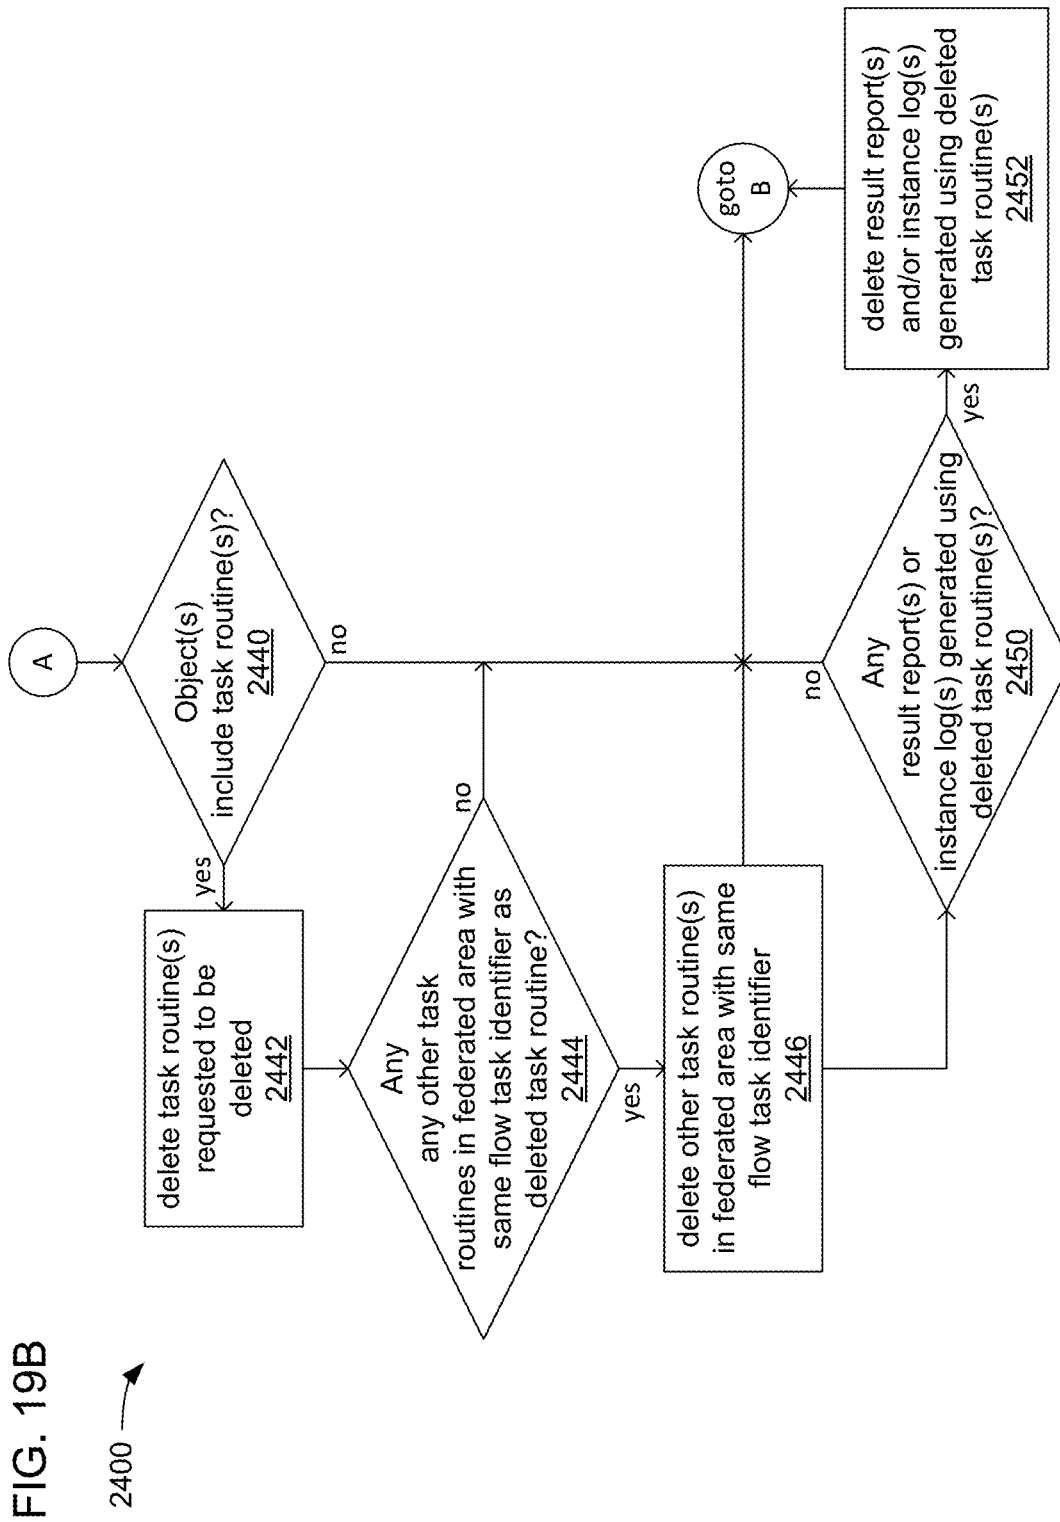 FIG. 19B
2400
A
Object(s)
include task routine(s)?
2440
yes
no
delete task routine(s)
requested to be
deleted
2442
Any
any other task
routines in federated area with
same flow task identifier as
deleted task routine?
2444
no
yes
delete other task routine(s)
in federated area with same
flow task identifier
2446
Any
result report(s) or
instance log(s) generated using
deleted task routine(s)?
2450
no
yes
delete result report(s)
and/or instance log(s)
generated using deleted
task routine(s)
2452
goto
B